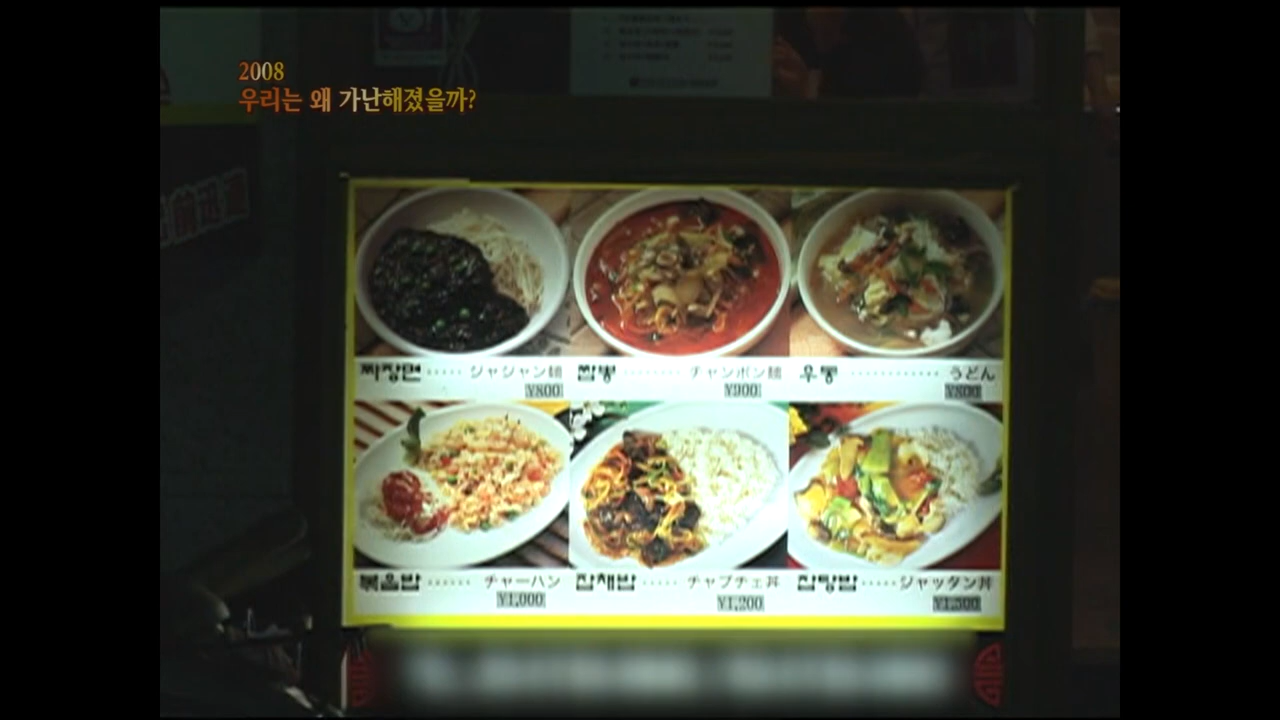 2008
우리는 왜 가난해졌을까?
짜장면 ····· ジャジャン麺
¥800
짬뽕 ········ チャンポン麺
¥900
우동 ············ うどん
¥800
볶음밥 ······ チャーハン
¥1,000
잡채밥 ····· チャプチェ丼
¥1,200
잡탕밥 ·····ジャッタン丼
¥1,300